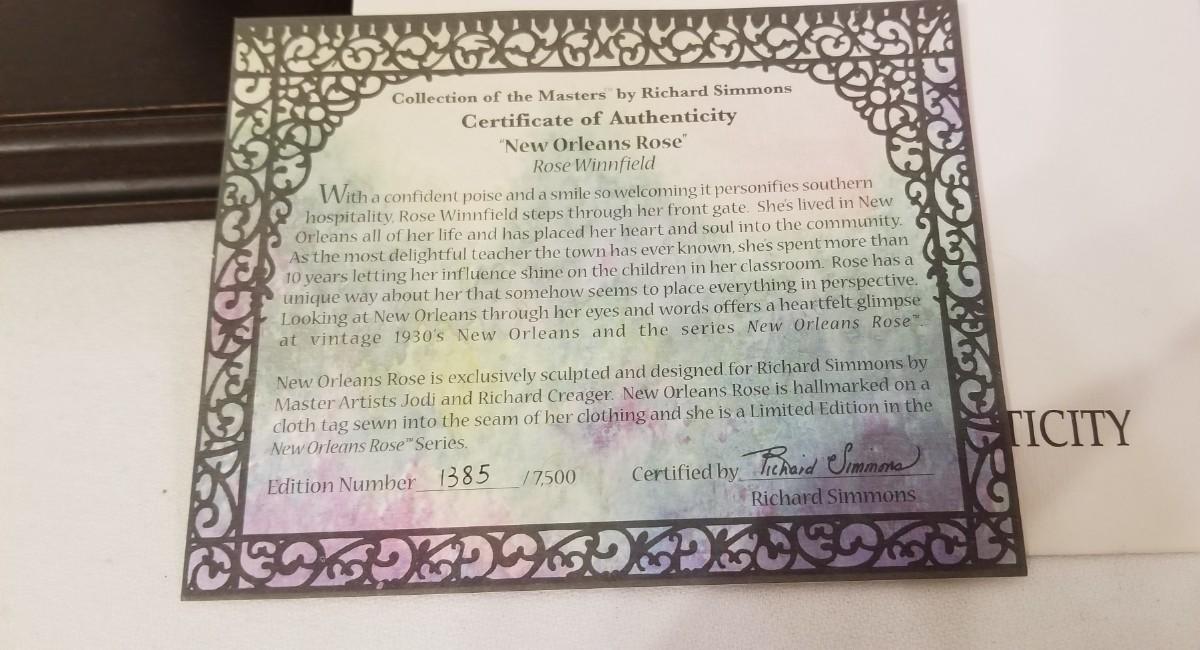 Collection of the Masters™ by Richard Simmons
Certificate of Authenticity
"New Orleans Rose"
Rose Winnfield
With a confident poise and a smile so welcoming it personifies southern
hospitality, Rose Winnfield steps through her front gate. She's lived in New
Orleans all of her life and has placed her heart and soul into the community.
As the most delightful teacher the town has ever known, she's spent more than
10 years letting her influence shine on the children in her classroom. Rose has a
unique way about her that somehow seems to place everything in perspective.
Looking at New Orleans through her eyes and words offers a heartfelt glimpse
at vintage 1930's New Orleans and the series New Orleans Rose™.
New Orleans Rose is exclusively sculpted and designed for Richard Simmons by
Master Artists Jodi and Richard Creager. New Orleans Rose is hallmarked on a
cloth tag sewn into the seam of her clothing and she is a Limited Edition in the
New Orleans Rose™ Series.
Edition Number 1385 /7,500 Certified by Richard Simmons
Richard Simmons
TICITY